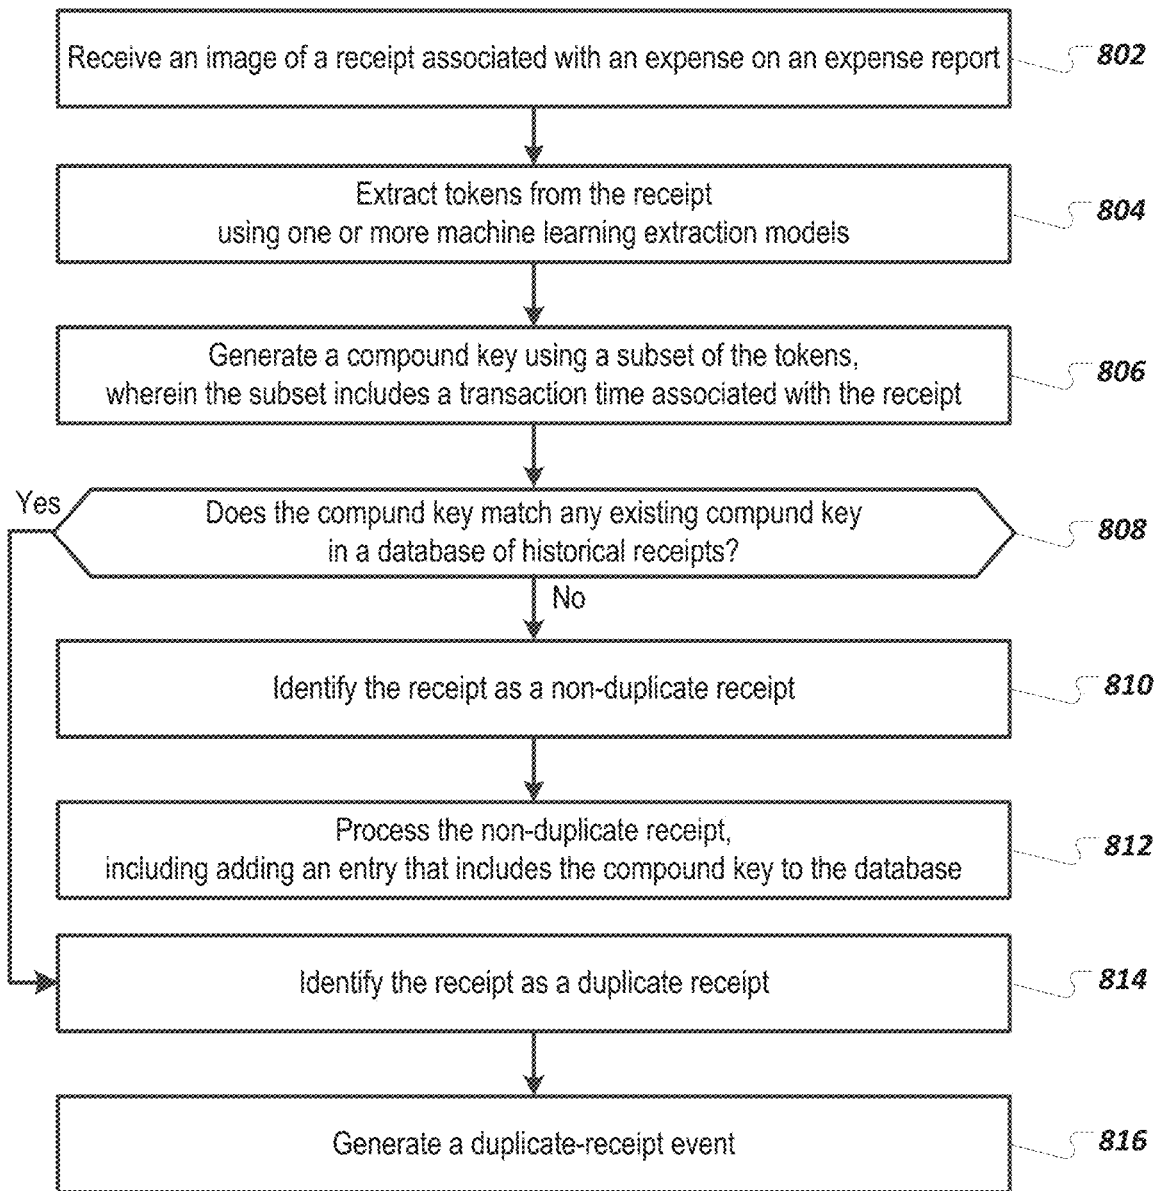 Receive an image of a receipt associated with an expense on an expense report
802
Extract tokens from the receipt
using one or more machine learning extraction models
804
Generate a compound key using a subset of the tokens,
wherein the subset includes a transaction time associated with the receipt
806
Yes
Does the compund key match any existing compund key
in a database of historical receipts?
808
No
Identify the receipt as a non-duplicate receipt
810
Process the non-duplicate receipt,
including adding an entry that includes the compound key to the database
812
Identify the receipt as a duplicate receipt
814
Generate a duplicate-receipt event
816